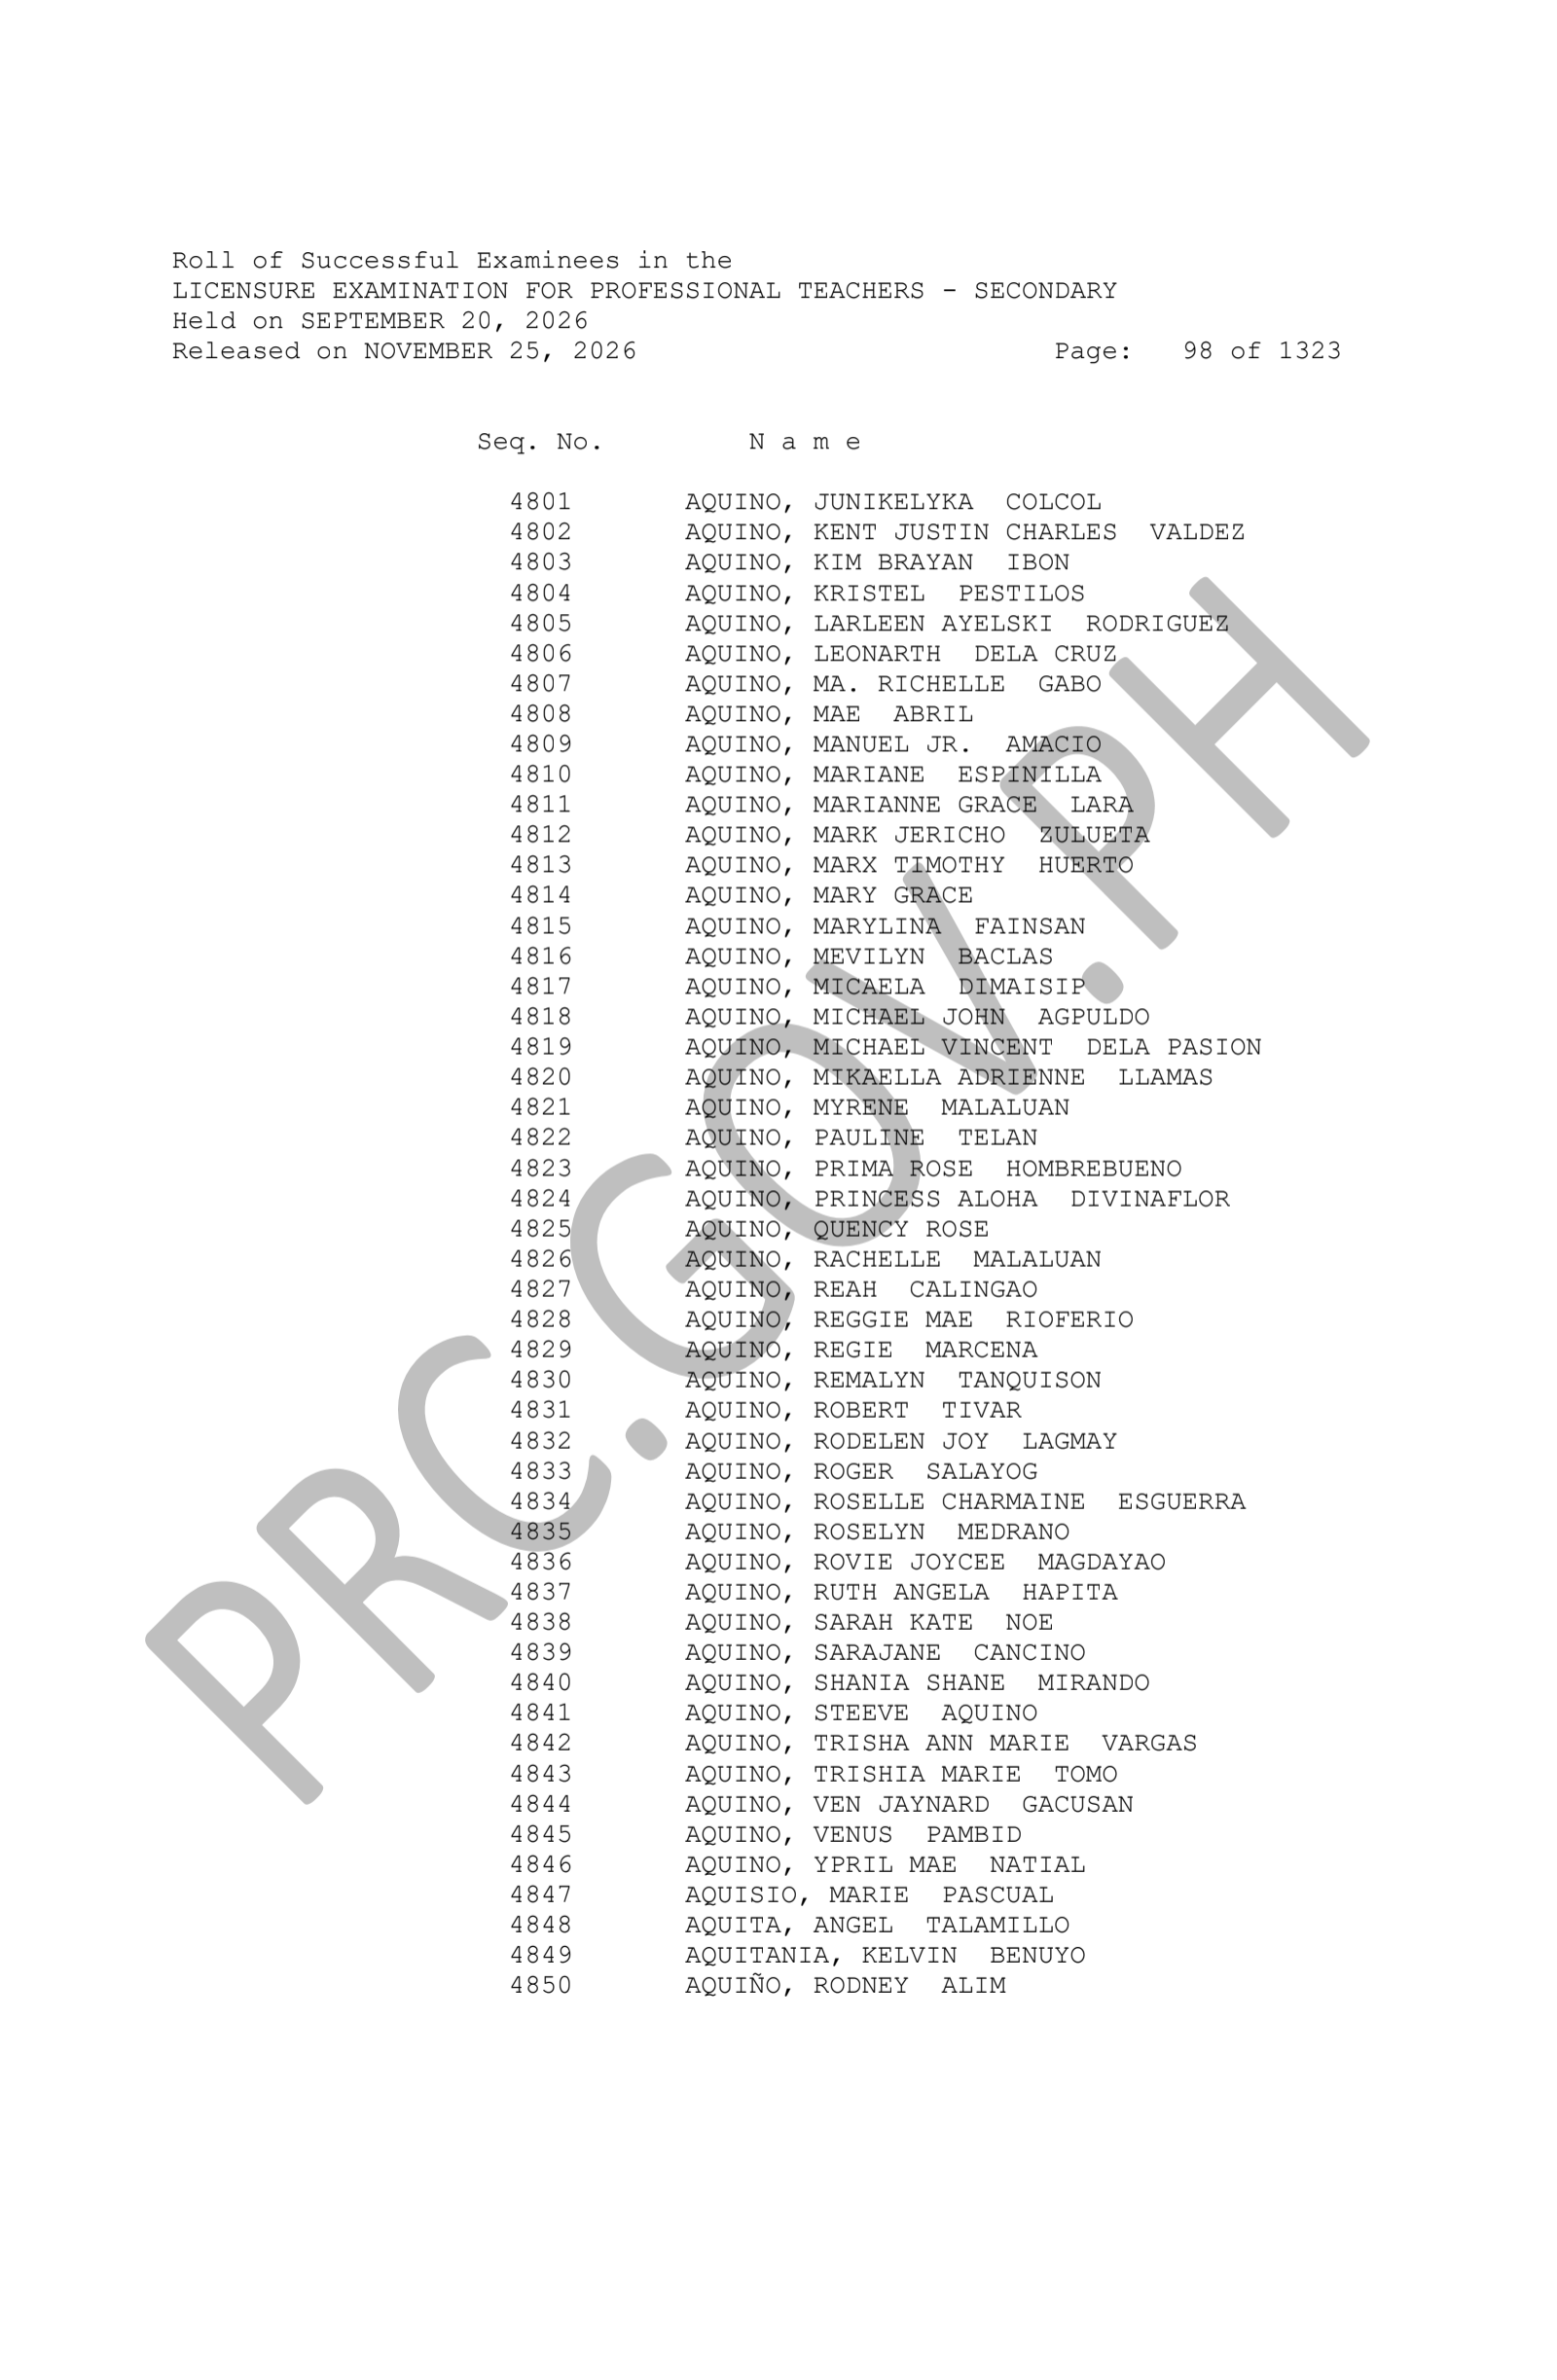 Roll of Successful Examinees in the
LICENSURE EXAMINATION FOR PROFESSIONAL TEACHERS - SECONDARY
Held on SEPTEMBER 20, 2026
Released on NOVEMBER 25, 2026 Page: 98 of 1323
Seq. No. N a m e
4801 AQUINO, JUNIKELYKA COLCOL
4802 AQUINO, KENT JUSTIN CHARLES VALDEZ
4803 AQUINO, KIM BRAYAN IBON
4804 AQUINO, KRISTEL PESTILOS
4805 AQUINO, LARLEEN AYELSKI RODRIGUEZ
4806 AQUINO, LEONARTH DELA CRUZ
4807 AQUINO, MA. RICHELLE GABO
4808 AQUINO, MAE ABRIL
4809 AQUINO, MANUEL JR. AMACIO
4810 AQUINO, MARIANE ESPINILLA
4811 AQUINO, MARIANNE GRACE LARA
4812 AQUINO, MARK JERICHO ZULUETA
4813 AQUINO, MARX TIMOTHY HUERTO
4814 AQUINO, MARY GRACE
4815 AQUINO, MARYLINA FAINSAN
4816 AQUINO, MEVILYN BACLAS
4817 AQUINO, MICAELA DIMAISIP
4818 AQUINO, MICHAEL JOHN AGPULDO
4819 AQUINO, MICHAEL VINCENT DELA PASION
4820 AQUINO, MIKAELLA ADRIENNE LLAMAS
4821 AQUINO, MYRENE MALALUAN
4822 AQUINO, PAULINE TELAN
4823 AQUINO, PRIMA ROSE HOMBREBUENO
4824 AQUINO, PRINCESS ALOHA DIVINAFLOR
4825 AQUINO, QUENCY ROSE
4826 AQUINO, RACHELLE MALALUAN
4827 AQUINO, REAH CALINGAO
4828 AQUINO, REGGIE MAE RIOFERIO
4829 AQUINO, REGIE MARCENA
4830 AQUINO, REMALYN TANQUISON
4831 AQUINO, ROBERT TIVAR
4832 AQUINO, RODELEN JOY LAGMAY
4833 AQUINO, ROGER SALAYOG
4834 AQUINO, ROSELLE CHARMAINE ESGUERRA
4835 AQUINO, ROSELYN MEDRANO
4836 AQUINO, ROVIE JOYCEE MAGDAYAO
4837 AQUINO, RUTH ANGELA HAPITA
4838 AQUINO, SARAH KATE NOE
4839 AQUINO, SARAJANE CANCINO
4840 AQUINO, SHANIA SHANE MIRANDO
4841 AQUINO, STEEVE AQUINO
4842 AQUINO, TRISHA ANN MARIE VARGAS
4843 AQUINO, TRISHIA MARIE TOMO
4844 AQUINO, VEN JAYNARD GACUSAN
4845 AQUINO, VENUS PAMBID
4846 AQUINO, YPRIL MAE NATIAL
4847 AQUISIO, MARIE PASCUAL
4848 AQUITA, ANGEL TALAMILLO
4849 AQUITANIA, KELVIN BENUYO
4850 AQUIÑO, RODNEY ALIM
PRC.GOV.PH